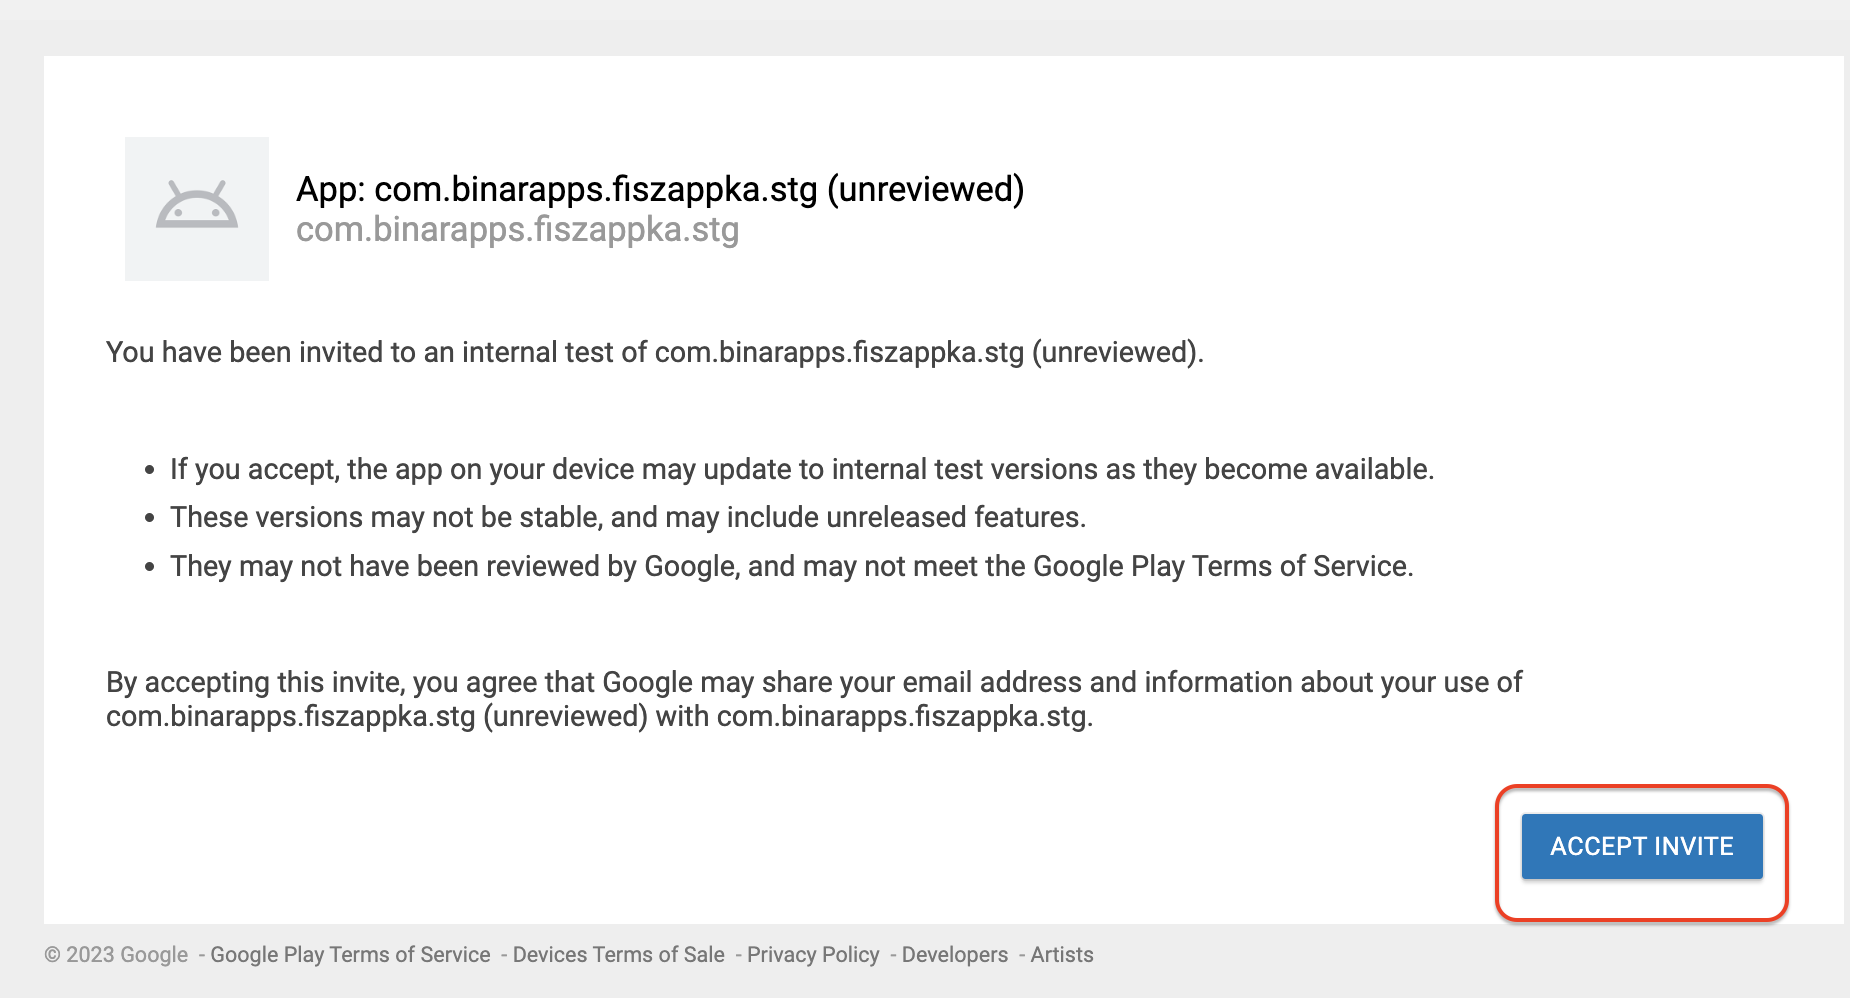 App: com.binarapps.fiszappka.stg (unreviewed)
com.binarapps.fiszappka.stg
You have been invited to an internal test of com.binarapps.fiszappka.stg (unreviewed).
• If you accept, the app on your device may update to internal test versions as they become available.
• These versions may not be stable, and may include unreleased features.
• They may not have been reviewed by Google, and may not meet the Google Play Terms of Service.
By accepting this invite, you agree that Google may share your email address and information about your use of
com.binarapps.fiszappka.stg (unreviewed) with com.binarapps.fiszappka.stg.
ACCEPT INVITE
© 2023 Google - Google Play Terms of Service - Devices Terms of Sale - Privacy Policy - Developers - Artists